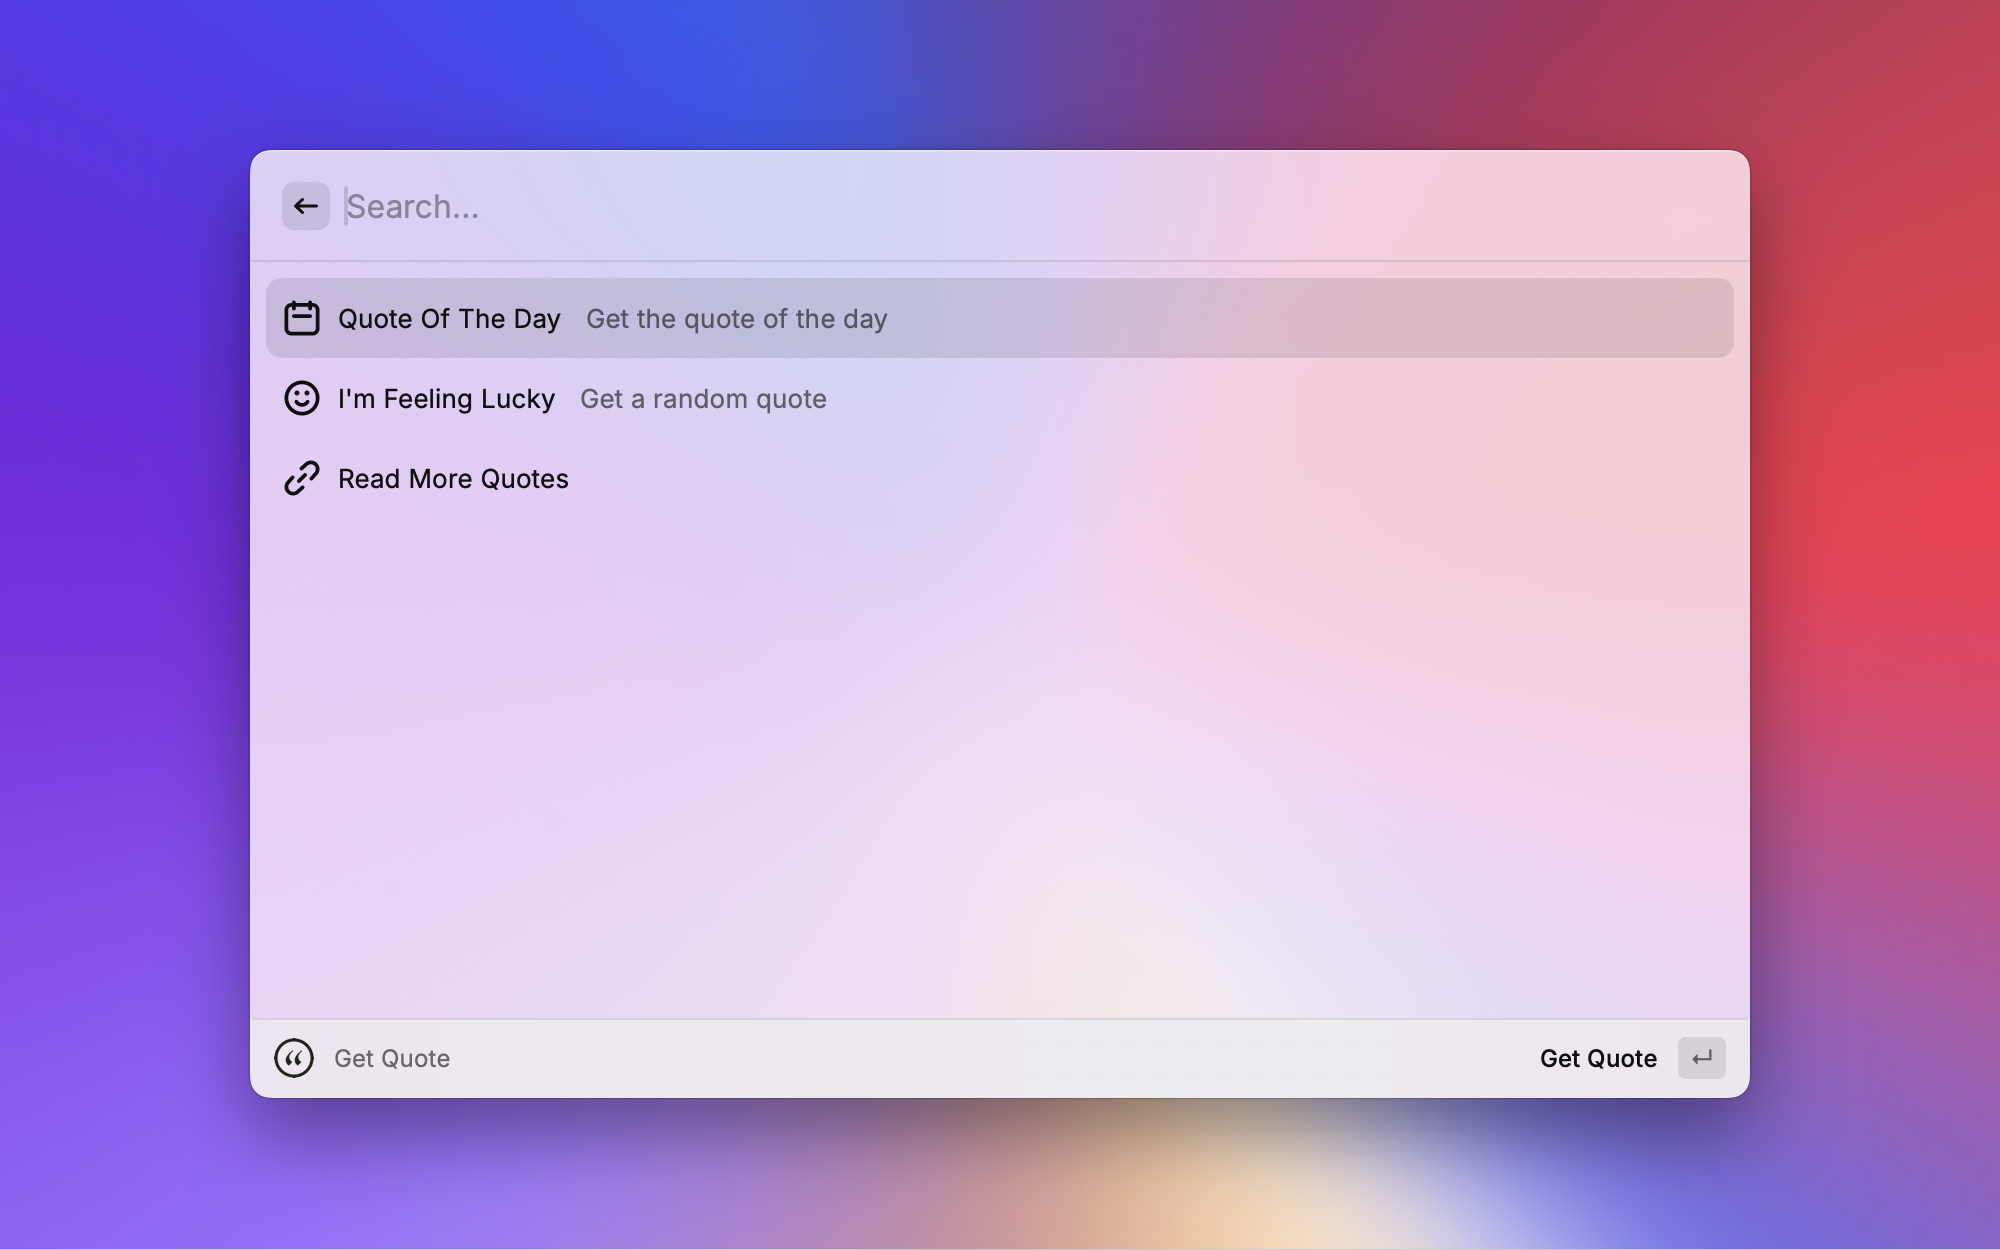 Search...
Quote Of The Day Get the quote of the day
I'm Feeling Lucky Get a random quote
Read More Quotes
Get Quote Get Quote